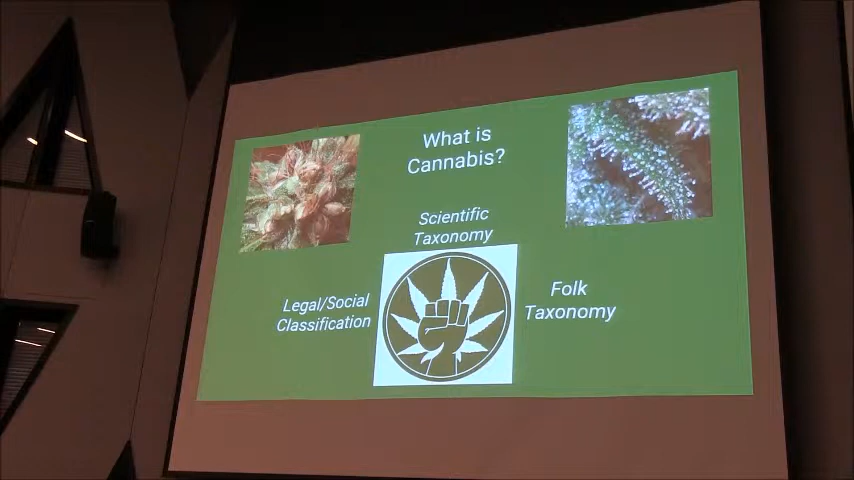 What is
Cannabis?
Scientific
Taxonomy
Legal/Social
Classification
Folk
Taxonomy